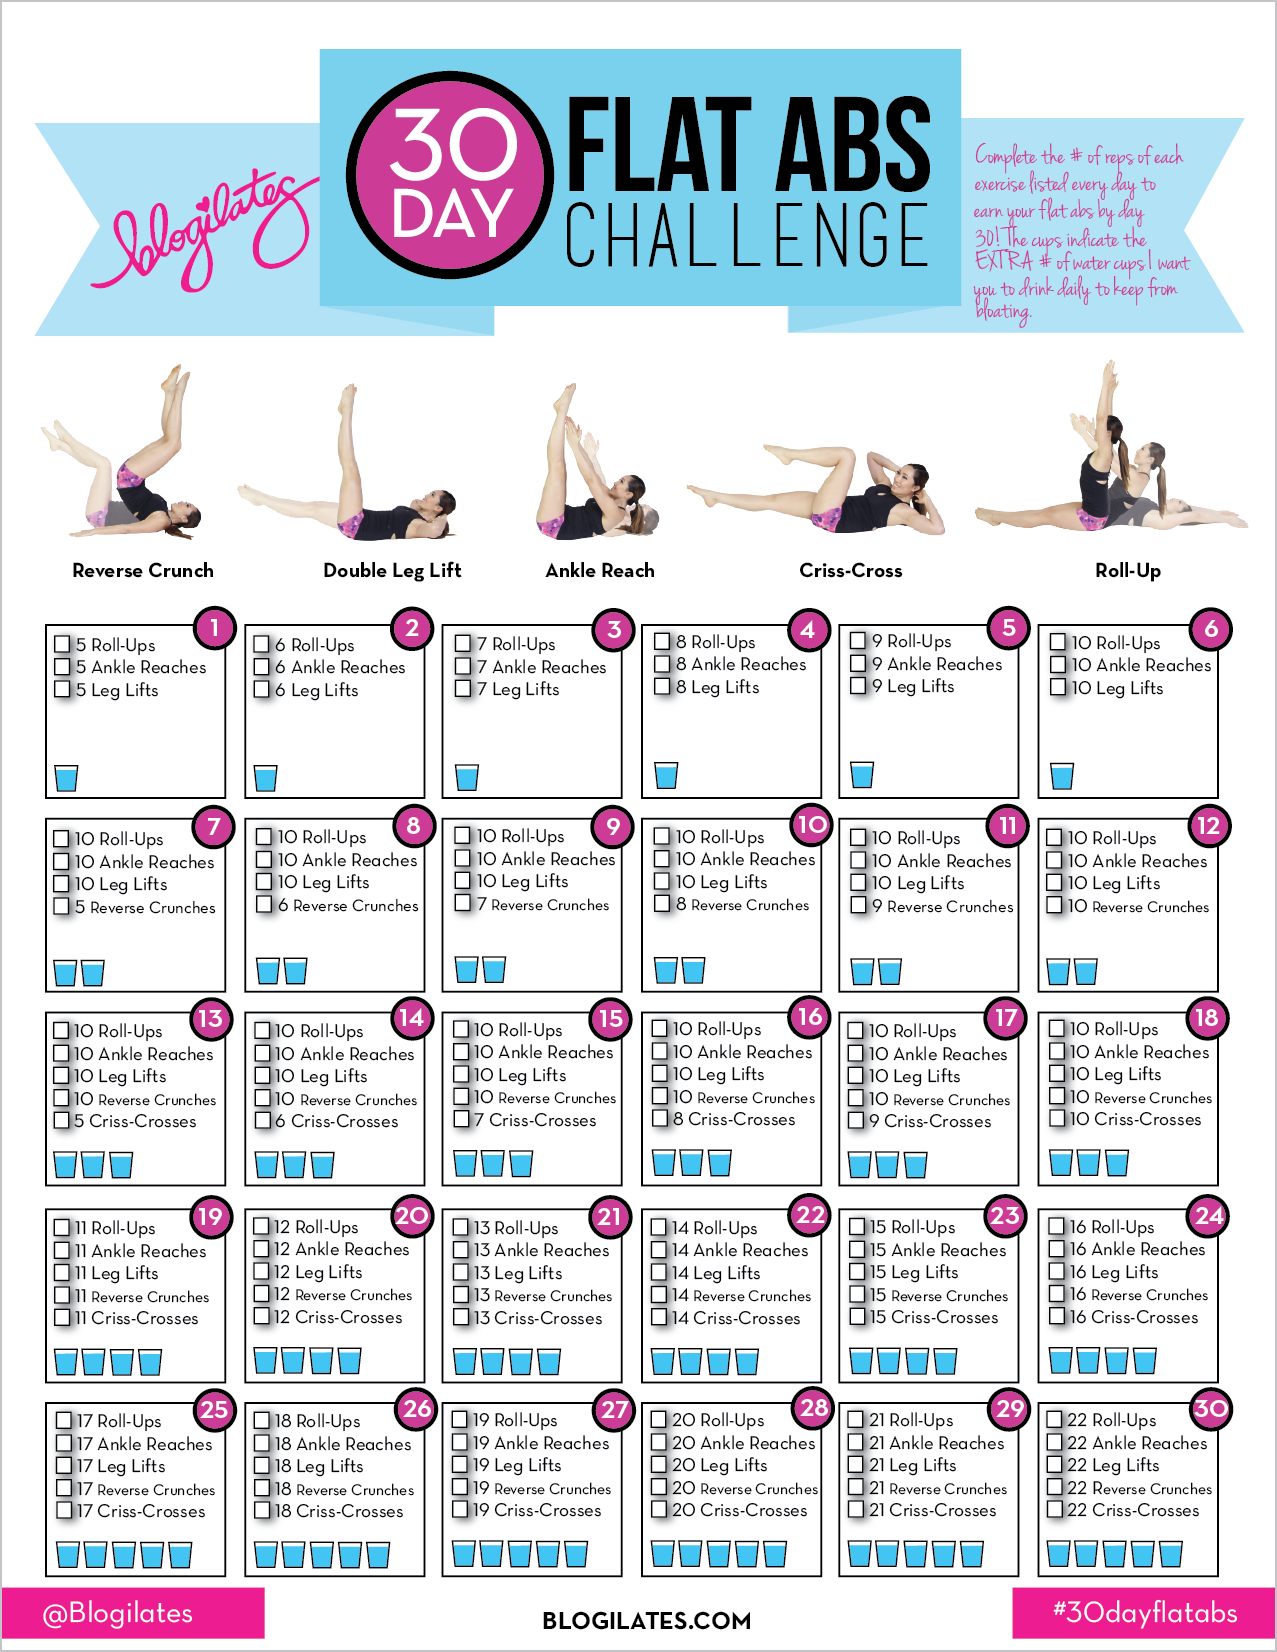 blogilates
30
DAY
FLAT ABS
CHALLENGE
Complete the # of reps of each
exercise listed every day to
earn your flat abs by day
30! The cups indicate the
EXTRA # of water cups I want
you to drink daily to keep from
bloating.
Reverse Crunch
Double Leg Lift
Ankle Reach
Criss-Cross
Roll-Up
1
5 Roll-Ups
5 Ankle Reaches
5 Leg Lifts
2
6 Roll-Ups
6 Ankle Reaches
6 Leg Lifts
3
7 Roll-Ups
7 Ankle Reaches
7 Leg Lifts
4
8 Roll-Ups
8 Ankle Reaches
8 Leg Lifts
5
9 Roll-Ups
9 Ankle Reaches
9 Leg Lifts
6
10 Roll-Ups
10 Ankle Reaches
10 Leg Lifts
7
10 Roll-Ups
10 Ankle Reaches
10 Leg Lifts
5 Reverse Crunches
8
10 Roll-Ups
10 Ankle Reaches
10 Leg Lifts
6 Reverse Crunches
9
10 Roll-Ups
10 Ankle Reaches
10 Leg Lifts
7 Reverse Crunches
10
10 Roll-Ups
10 Ankle Reaches
10 Leg Lifts
8 Reverse Crunches
11
10 Roll-Ups
10 Ankle Reaches
10 Leg Lifts
9 Reverse Crunches
12
10 Roll-Ups
10 Ankle Reaches
10 Leg Lifts
10 Reverse Crunches
13
10 Roll-Ups
10 Ankle Reaches
10 Leg Lifts
10 Reverse Crunches
5 Criss-Crosses
14
10 Roll-Ups
10 Ankle Reaches
10 Leg Lifts
10 Reverse Crunches
6 Criss-Crosses
15
10 Roll-Ups
10 Ankle Reaches
10 Leg Lifts
10 Reverse Crunches
7 Criss-Crosses
16
10 Roll-Ups
10 Ankle Reaches
10 Leg Lifts
10 Reverse Crunches
8 Criss-Crosses
17
10 Roll-Ups
10 Ankle Reaches
10 Leg Lifts
10 Reverse Crunches
9 Criss-Crosses
18
10 Roll-Ups
10 Ankle Reaches
10 Leg Lifts
10 Reverse Crunches
10 Criss-Crosses
19
11 Roll-Ups
11 Ankle Reaches
11 Leg Lifts
11 Reverse Crunches
11 Criss-Crosses
20
12 Roll-Ups
12 Ankle Reaches
12 Leg Lifts
12 Reverse Crunches
12 Criss-Crosses
21
13 Roll-Ups
13 Ankle Reaches
13 Leg Lifts
13 Reverse Crunches
13 Criss-Crosses
22
14 Roll-Ups
14 Ankle Reaches
14 Leg Lifts
14 Reverse Crunches
14 Criss-Crosses
23
15 Roll-Ups
15 Ankle Reaches
15 Leg Lifts
15 Reverse Crunches
15 Criss-Crosses
24
16 Roll-Ups
16 Ankle Reaches
16 Leg Lifts
16 Reverse Crunches
16 Criss-Crosses
25
17 Roll-Ups
17 Ankle Reaches
17 Leg Lifts
17 Reverse Crunches
17 Criss-Crosses
26
18 Roll-Ups
18 Ankle Reaches
18 Leg Lifts
18 Reverse Crunches
18 Criss-Crosses
27
19 Roll-Ups
19 Ankle Reaches
19 Leg Lifts
19 Reverse Crunches
19 Criss-Crosses
28
20 Roll-Ups
20 Ankle Reaches
20 Leg Lifts
20 Reverse Crunches
20 Criss-Crosses
29
21 Roll-Ups
21 Ankle Reaches
21 Leg Lifts
21 Reverse Crunches
21 Criss-Crosses
30
22 Roll-Ups
22 Ankle Reaches
22 Leg Lifts
22 Reverse Crunches
22 Criss-Crosses
@Blogilates
BLOGILATES.COM
#30dayflatabs